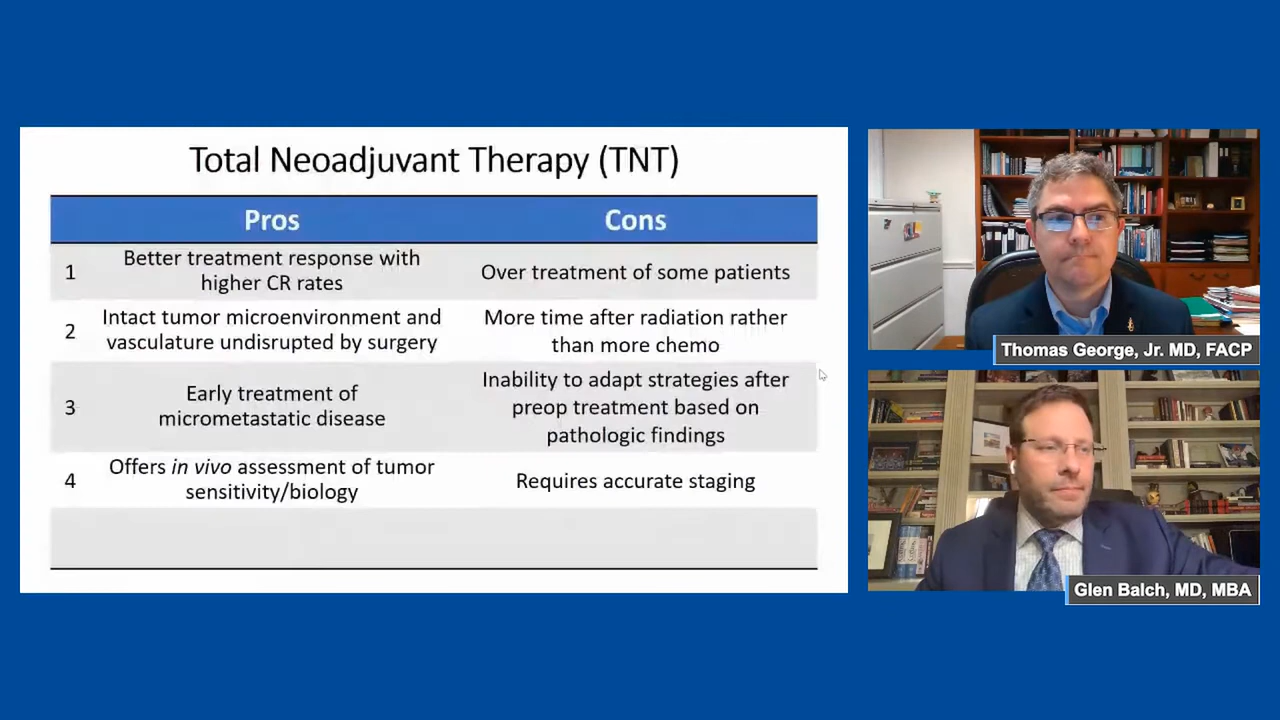 Total Neoadjuvant Therapy (TNT)
Pros Cons
1
Better treatment response with
higher CR rates
Over treatment of some patients
2
Intact tumor microenvironment and
vasculature undisrupted by surgery
More time after radiation rather
than more chemo
3
Early treatment of
micrometastatic disease
Inability to adapt strategies after
preop treatment based on
pathologic findings
4
Offers in vivo assessment of tumor
sensitivity/biology
Requires accurate staging
Thomas George, Jr. MD, FACP
Glen Balch, MD, MBA